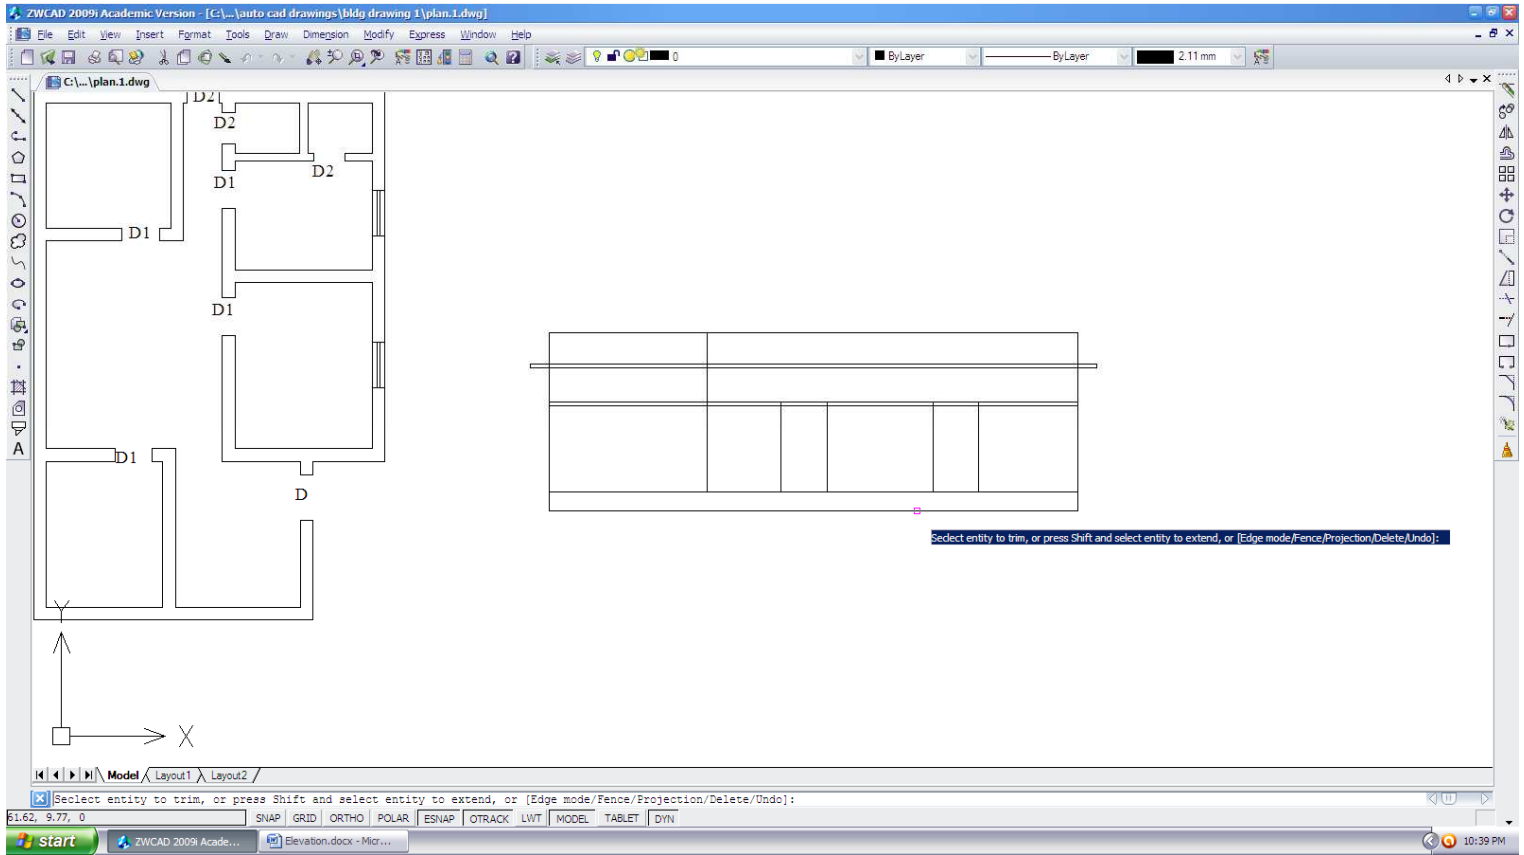 ZWCAD 2009i Academic Version - [C:\...\auto cad drawings\bldg drawing 1\plan.1.dwg]
File Edit View Insert Format Tools Draw Dimension Modify Express Window Help
0 ByLayer ByLayer 2.11 mm
C:\...\plan.1.dwg
D2
D2
D2
D1
D1
D1
D1
D
Seclect entity to trim, or press Shift and select entity to extend, or [Edge mode/Fence/Projection/Delete/Undo]:
Y
X
Model Layout1 Layout2
Seclect entity to trim, or press Shift and select entity to extend, or [Edge mode/Fence/Projection/Delete/Undo]:
61.62, 9.77, 0 SNAP GRID ORTHO POLAR ESNAP OTRACK LWT MODEL TABLET DYN
start ZWCAD 2009i Acade... Elevation.docx - Micr... 10:39 PM